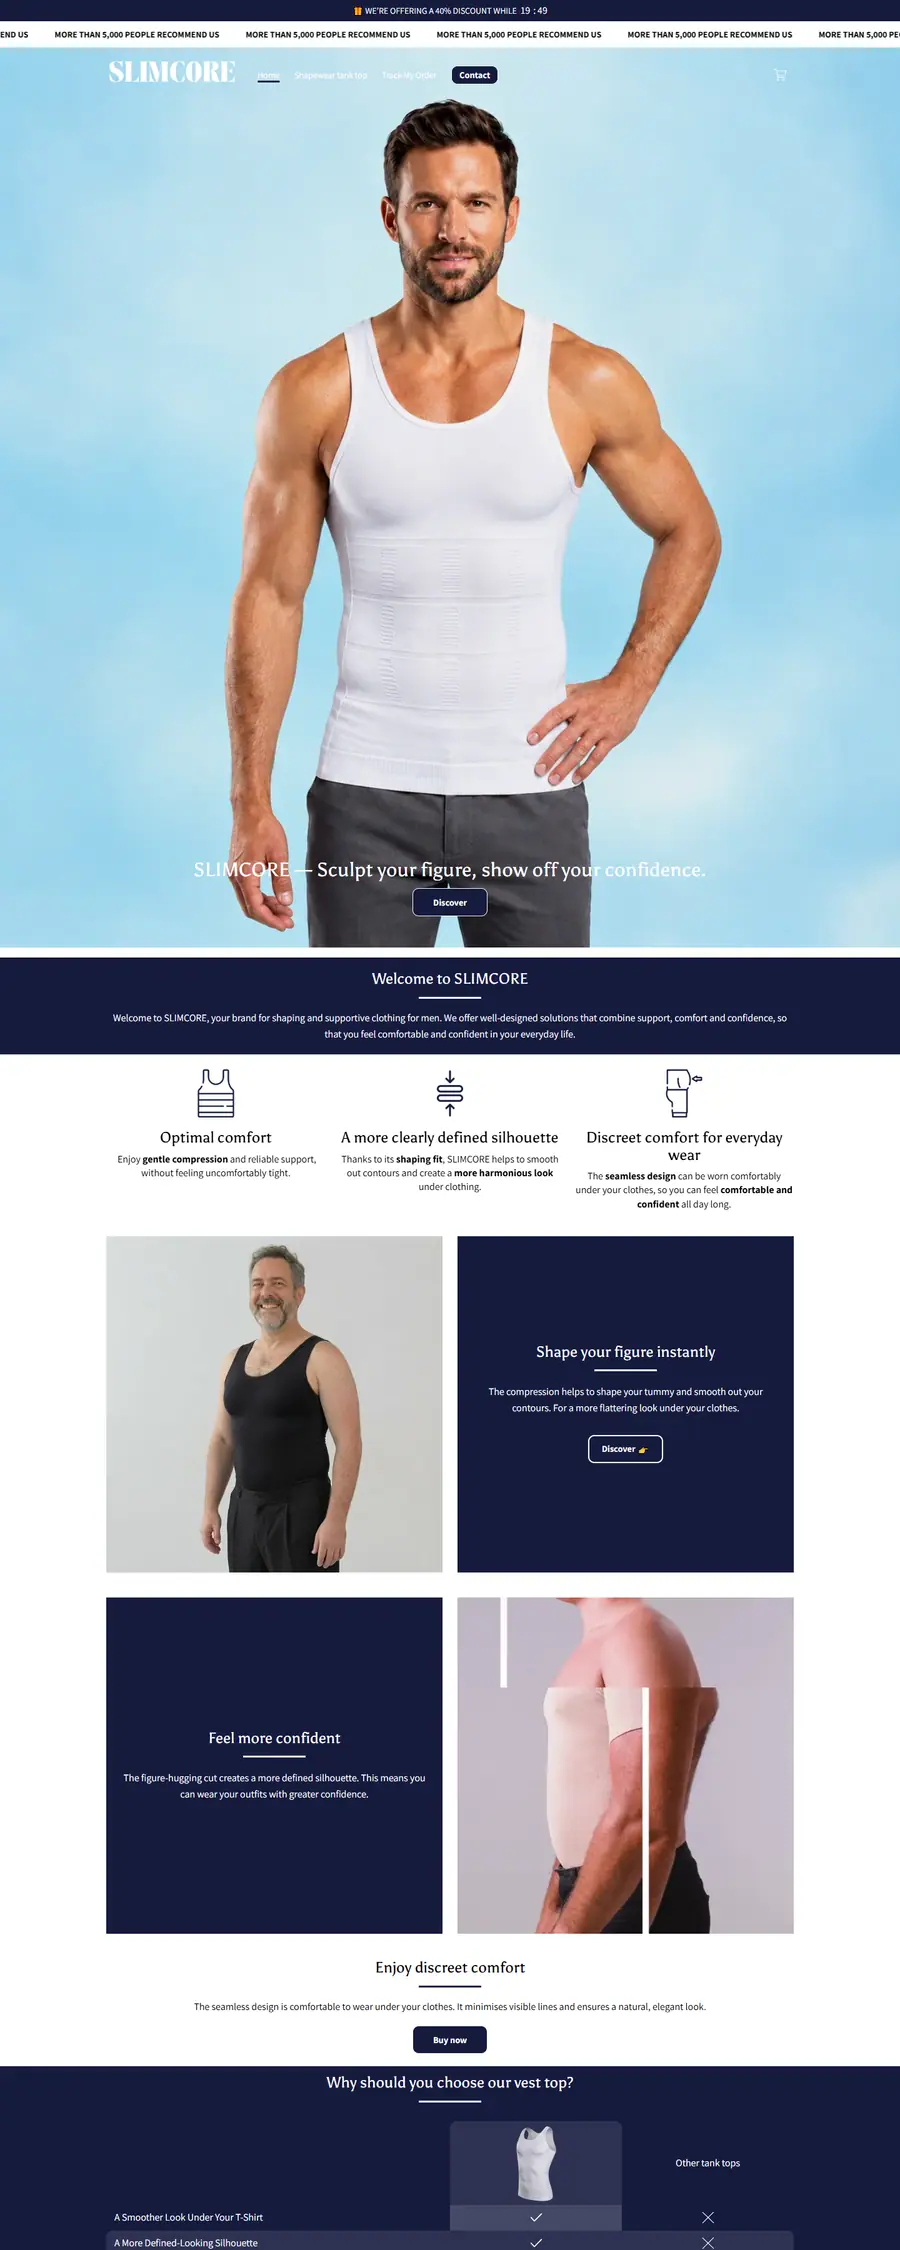 WE'RE OFFERING A 40% DISCOUNT WHILE 19 : 49
END US MORE THAN 5,000 PEOPLE RECOMMEND US MORE THAN 5,000 PEOPLE RECOMMEND US MORE THAN 5,000 PEOPLE RECOMMEND US MORE THAN 5,000 PEOPLE RECOMMEND US MORE THAN 5,000 PE
SLIMCORE Home Shapewear tank top Track My Order Contact
SLIMCORE — Sculpt your figure, show off your confidence.
Discover
Welcome to SLIMCORE
Welcome to SLIMCORE, your brand for shaping and supportive clothing for men. We offer well-designed solutions that combine support, comfort and confidence, so
that you feel comfortable and confident in your everyday life.
Optimal comfort
Enjoy gentle compression and reliable support,
without feeling uncomfortably tight.
A more clearly defined silhouette
Thanks to its shaping fit, SLIMCORE helps to smooth
out contours and create a more harmonious look
under clothing.
Discreet comfort for everyday
wear
The seamless design can be worn comfortably
under your clothes, so you can feel comfortable and
confident all day long.
Shape your figure instantly
The compression helps to shape your tummy and smooth out your
contours. For a more flattering look under your clothes.
Discover
Feel more confident
The figure-hugging cut creates a more defined silhouette. This means you
can wear your outfits with greater confidence.
Enjoy discreet comfort
The seamless design is comfortable to wear under your clothes. It minimises visible lines and ensures a natural, elegant look.
Buy now
Why should you choose our vest top?
Other tank tops
A Smoother Look Under Your T-Shirt
A More Defined-Looking Silhouette